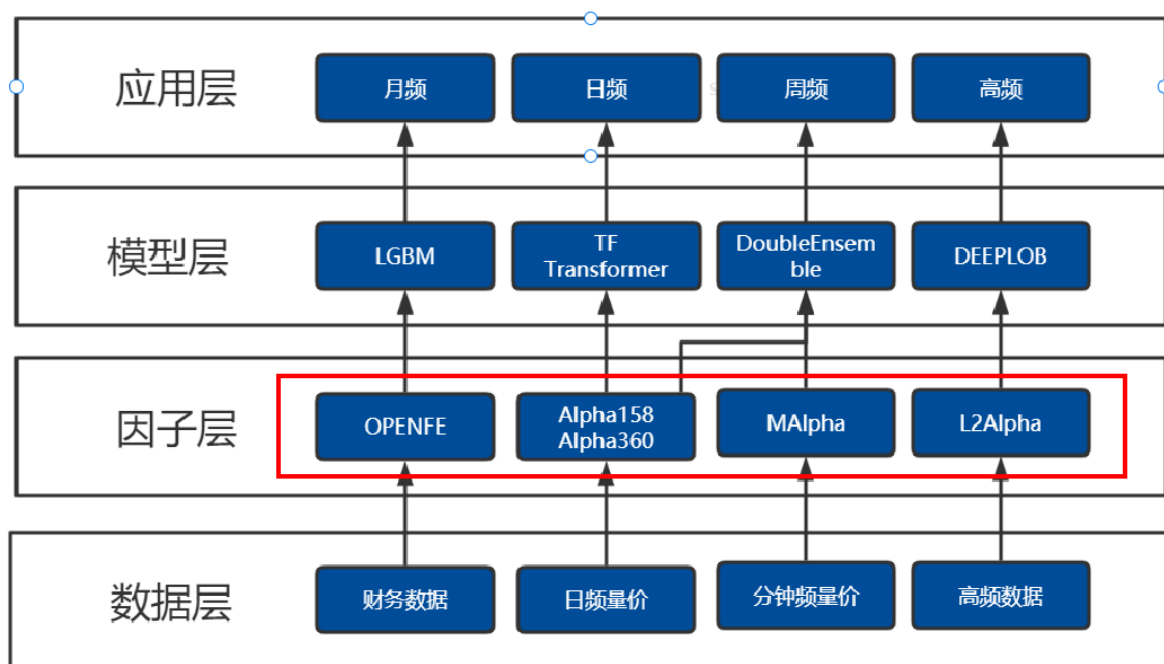 应用层
月频
日频
周频
高频
模型层
LGBM
TF
Transformer
DoubleEnsem
ble
DEEPLOB
因子层
OPENFE
Alpha158
Alpha360
MAlpha
L2Alpha
数据层
财务数据
日频量价
分钟频量价
高频数据